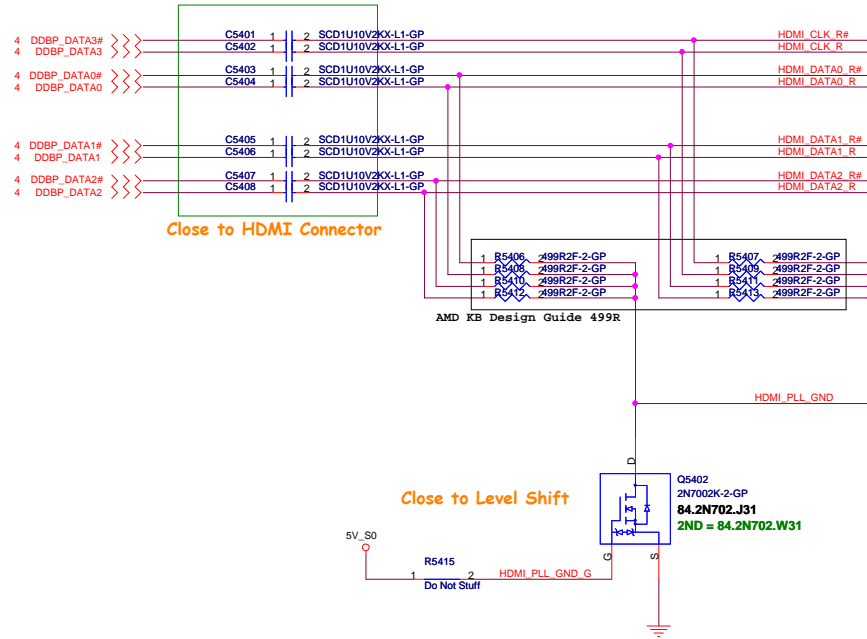 4 DDBP_DATA3# C5401 1 2 SCD1U10V2KX-L1-GP HDMI_CLK_R#
4 DDBP_DATA3 C5402 1 2 SCD1U10V2KX-L1-GP HDMI_CLK_R
4 DDBP_DATA0# C5403 1 2 SCD1U10V2KX-L1-GP HDMI_DATA0_R#
4 DDBP_DATA0 C5404 1 2 SCD1U10V2KX-L1-GP HDMI_DATA0_R
4 DDBP_DATA1# C5405 1 2 SCD1U10V2KX-L1-GP HDMI_DATA1_R#
4 DDBP_DATA1 C5406 1 2 SCD1U10V2KX-L1-GP HDMI_DATA1_R
4 DDBP_DATA2# C5407 1 2 SCD1U10V2KX-L1-GP HDMI_DATA2_R#
4 DDBP_DATA2 C5408 1 2 SCD1U10V2KX-L1-GP HDMI_DATA2_R
Close to HDMI Connector
1 R5406 2 499R2F-2-GP 1 R5407 2 499R2F-2-GP
1 R5408 2 499R2F-2-GP 1 R5409 2 499R2F-2-GP
1 R5410 2 499R2F-2-GP 1 R5411 2 499R2F-2-GP
1 R5412 2 499R2F-2-GP 1 R5413 2 499R2F-2-GP
AMD KB Design Guide 499R
HDMI_PLL_GND
D
Q5402
2N7002K-2-GP
84.2N702.J31
2ND = 84.2N702.W31
Close to Level Shift
5V_S0
G S
R5415
1 2 HDMI_PLL_GND_G
Do Not Stuff